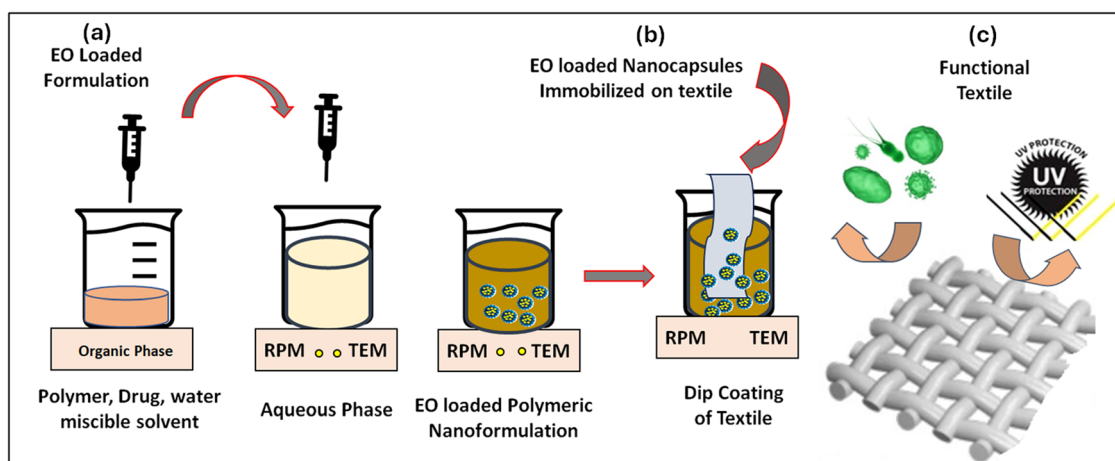 (a)
EO Loaded
Formulation
Organic Phase
Polymer, Drug, water
miscible solvent
RPM TEM
Aqueous Phase
RPM TEM
EO loaded Polymeric
Nanoformulation
(b)
EO loaded Nanocapsules
Immobilized on textile
RPM TEM
Dip Coating
of Textile
(c)
Functional
Textile
UV PROTECTION
UV
PROTECTION